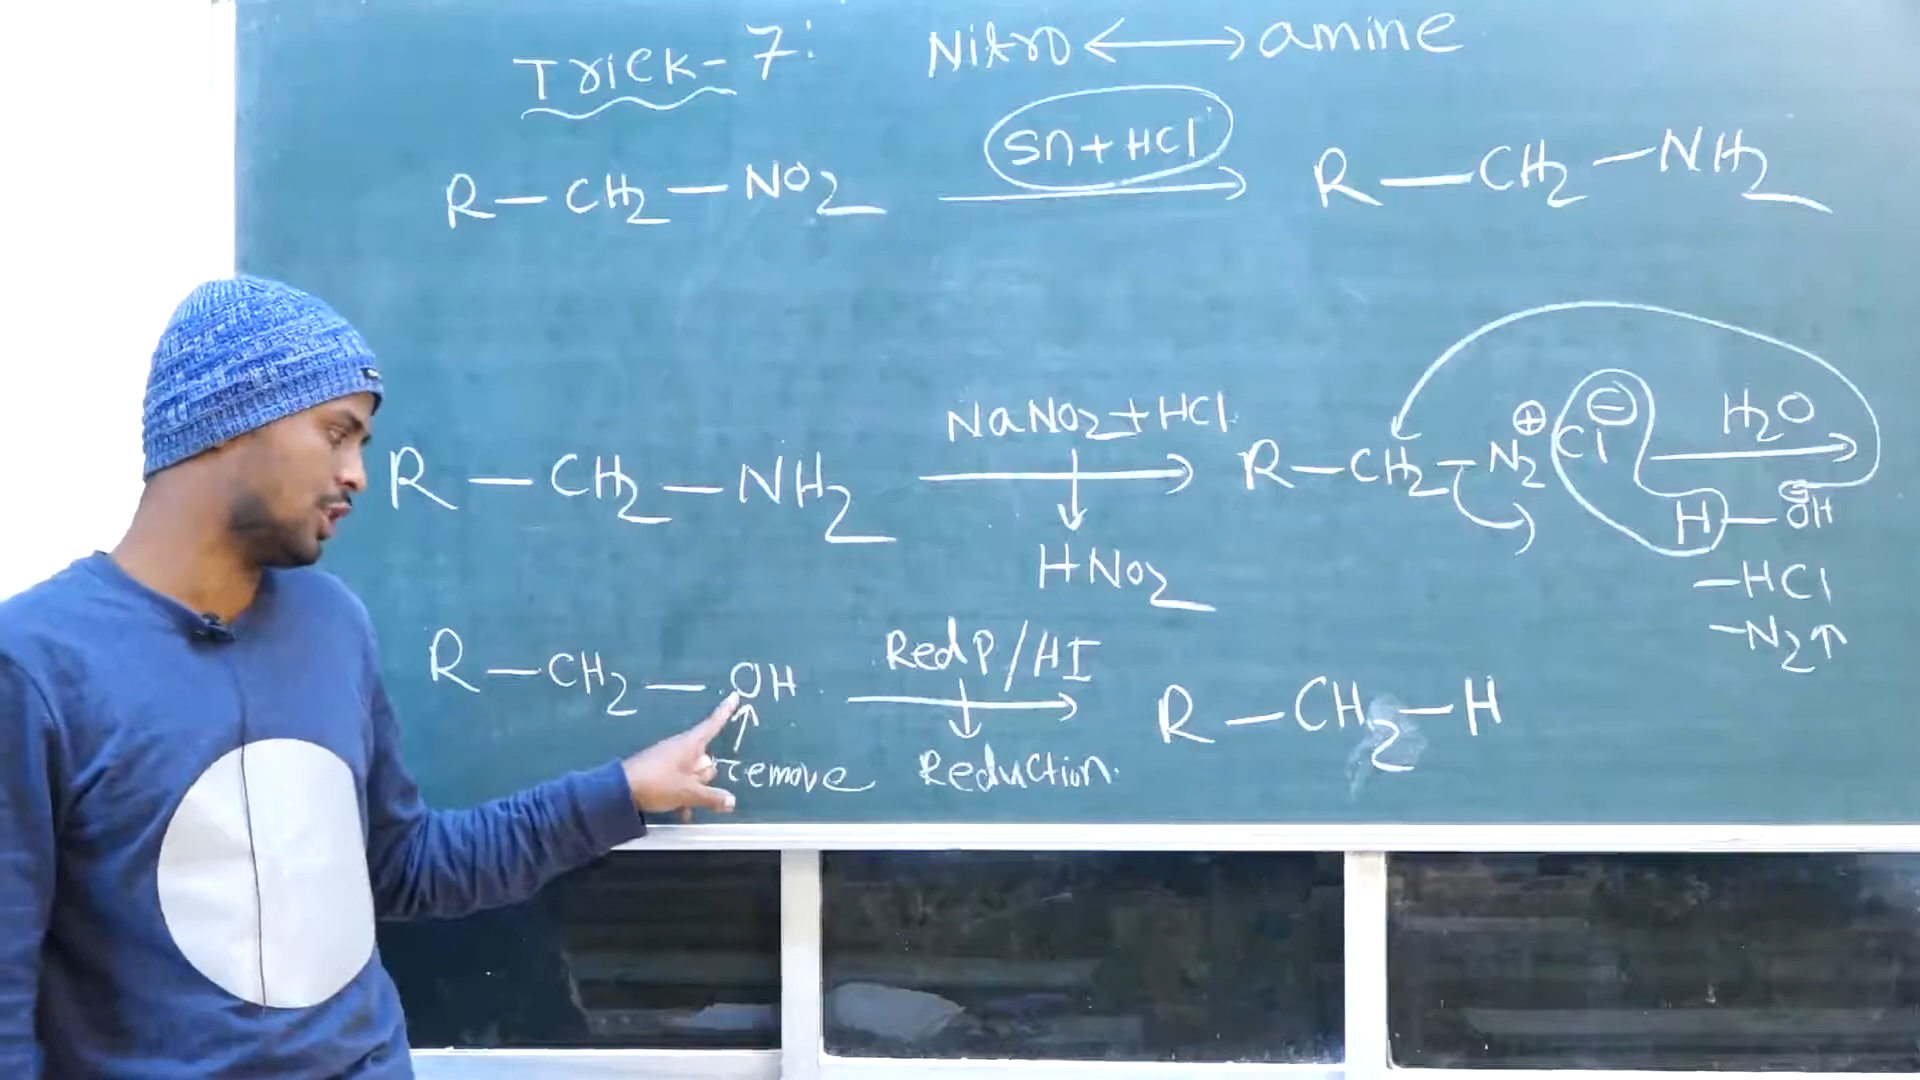 Trick-7: Nitro ⟷ amine
Sn+HCl
R—CH2—NO2 ⟶ R—CH2—NH2
NaNO2+HCl
R—CH2—NH2 ⟶ R—CH2—N2⊕ Cl⊖ H2O ⟶
H—OH
HNO2
-HCl
-N2↑
Red P/HI
R—CH2—OH ⟶ R—CH2—H
↑ remove ↓ Reduction.